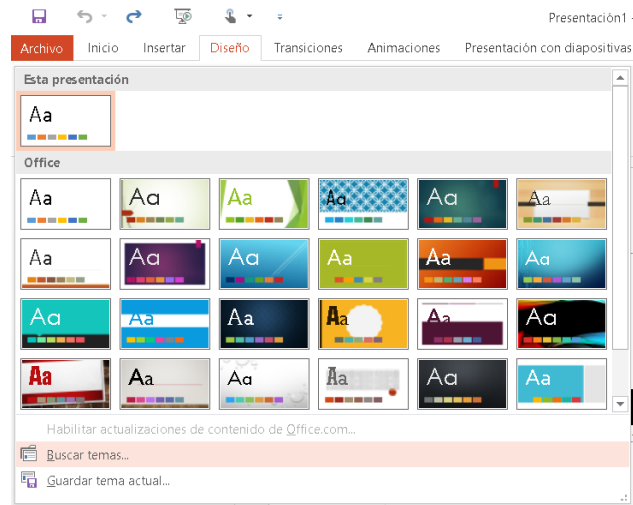 Presentación1 -
Archivo Inicio Insertar Diseño Transiciones Animaciones Presentación con diapositivas
Esta presentación
Aa
Office
Aa Aa Aa Aa Aa Aa
Aa Aa Aa Aa Aa Aa
Aa Aa Aa Aa Aa Aa
Aa Aa Aa Aa Aa Aa
Habilitar actualizaciones de contenido de Office.com...
Buscar temas...
Guardar tema actual...